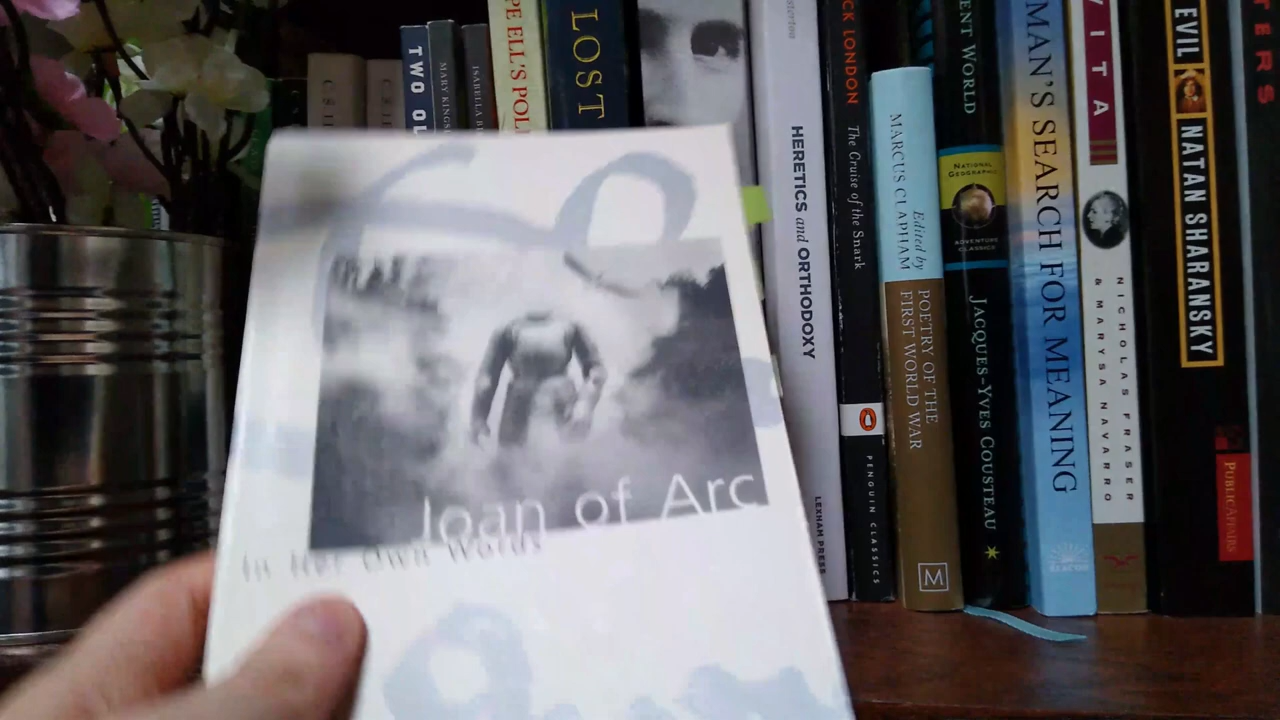 Joan of Arc
In Her Own Words
C S L
C S L
TWO
MARY KINGS
ISABELLA B
PE ELL'S POL
LOST
HERETICS and ORTHODOXY
LEXHAM PRESS
CK LONDON
The Cruise of the Snark
PENGUIN CLASSICS
Edited by
MARCUS CLAPHAM
POETRY OF THE
FIRST WORLD WAR
M
ENT WORLD
NATIONAL
GEOGRAPHIC
ADVENTURE
CLASSICS
JACQUES-YVES COUSTEAU
MAN'S SEARCH FOR MEANING
BEACON
VITA
NICHOLAS FRASER
& MARYSA NAVARRO
EVIL
NATAN SHARANSKY
PUBLICAFFAIRS
TERS